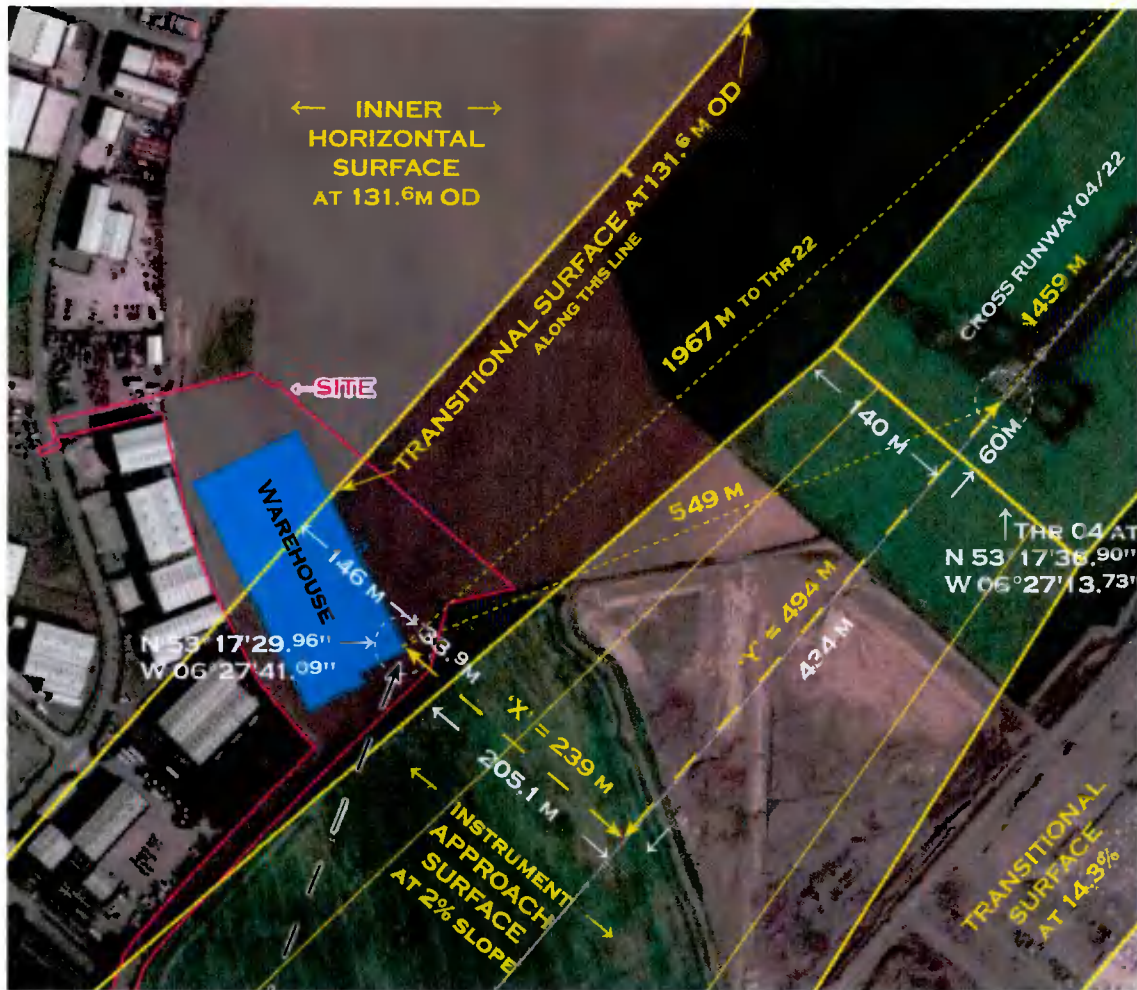 ← INNER →
HORIZONTAL
SURFACE
AT 131.6M OD
TRANSITIONAL SURFACE AT 131.6 M OD
ALONG THIS LINE
1967 M TO THR 22
CROSS RUNWAY 04/22
1459 M
←SITE
140 M
60M
549 M
↑ THR 04 AT
N 53°17'36.90"
W 06°27'13.73"
WAREHOUSE
146 M
33.9M
N 53°17'29.96"
W 06°27'41.09"
'Y' = 494 M
434 M
'X' = 239 M
205.1 M
INSTRUMENT
APPROACH
SURFACE
AT 2% SLOPE
TRANSITIONAL
SURFACE
AT 14.3%